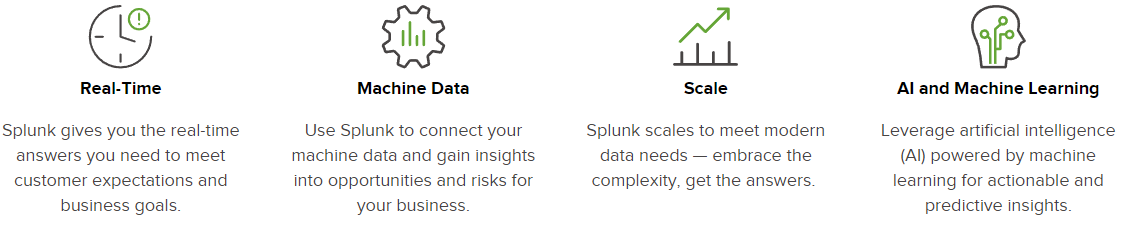 Real-Time
Splunk gives you the real-time
answers you need to meet
customer expectations and
business goals.
Machine Data
Use Splunk to connect your
machine data and gain insights
into opportunities and risks for
your business.
Scale
Splunk scales to meet modern
data needs — embrace the
complexity, get the answers.
AI and Machine Learning
Leverage artificial intelligence
(AI) powered by machine
learning for actionable and
predictive insights.